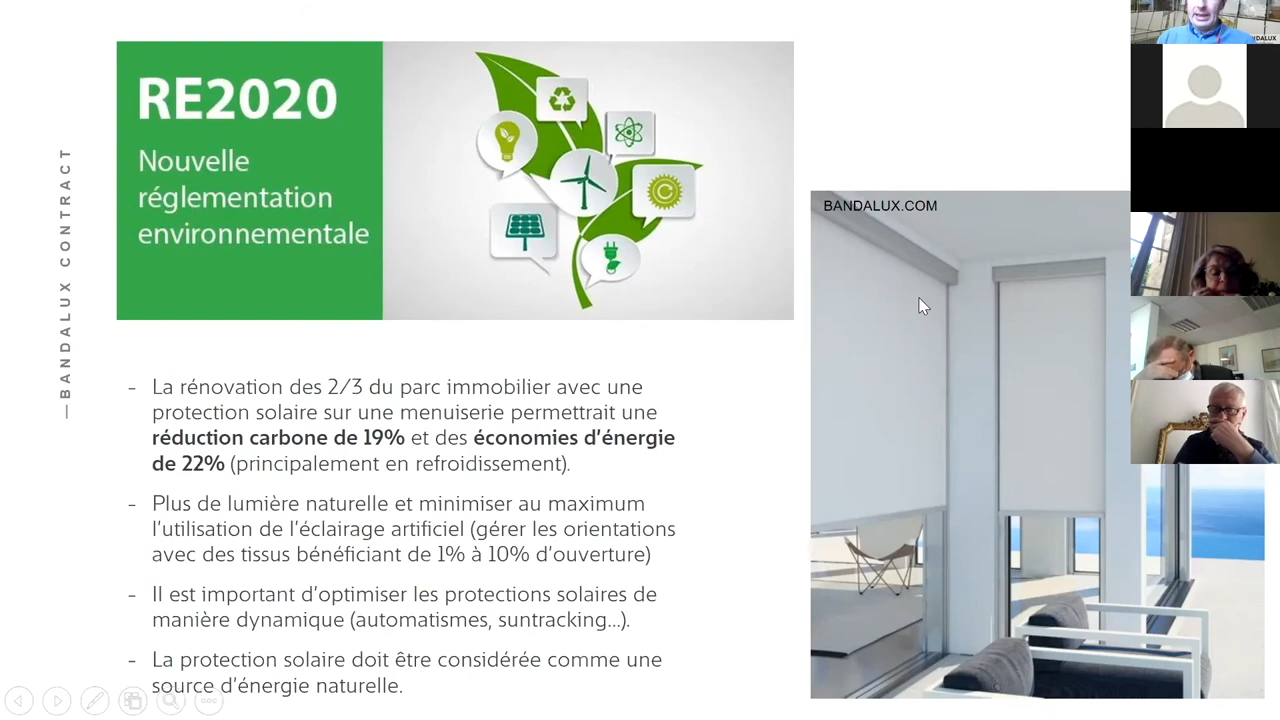 RE2020
Nouvelle
réglementation
environnementale
— BANDALUX CONTRACT
BANDALUX.COM
- La rénovation des 2/3 du parc immobilier avec une
protection solaire sur une menuiserie permettrait une
réduction carbone de 19% et des économies d'énergie
de 22% (principalement en refroidissement).
- Plus de lumière naturelle et minimiser au maximum
l'utilisation de l'éclairage artificiel (gérer les orientations
avec des tissus bénéficiant de 1% à 10% d'ouverture)
- Il est important d'optimiser les protections solaires de
manière dynamique (automatismes, suntracking...).
- La protection solaire doit être considérée comme une
source d'énergie naturelle.